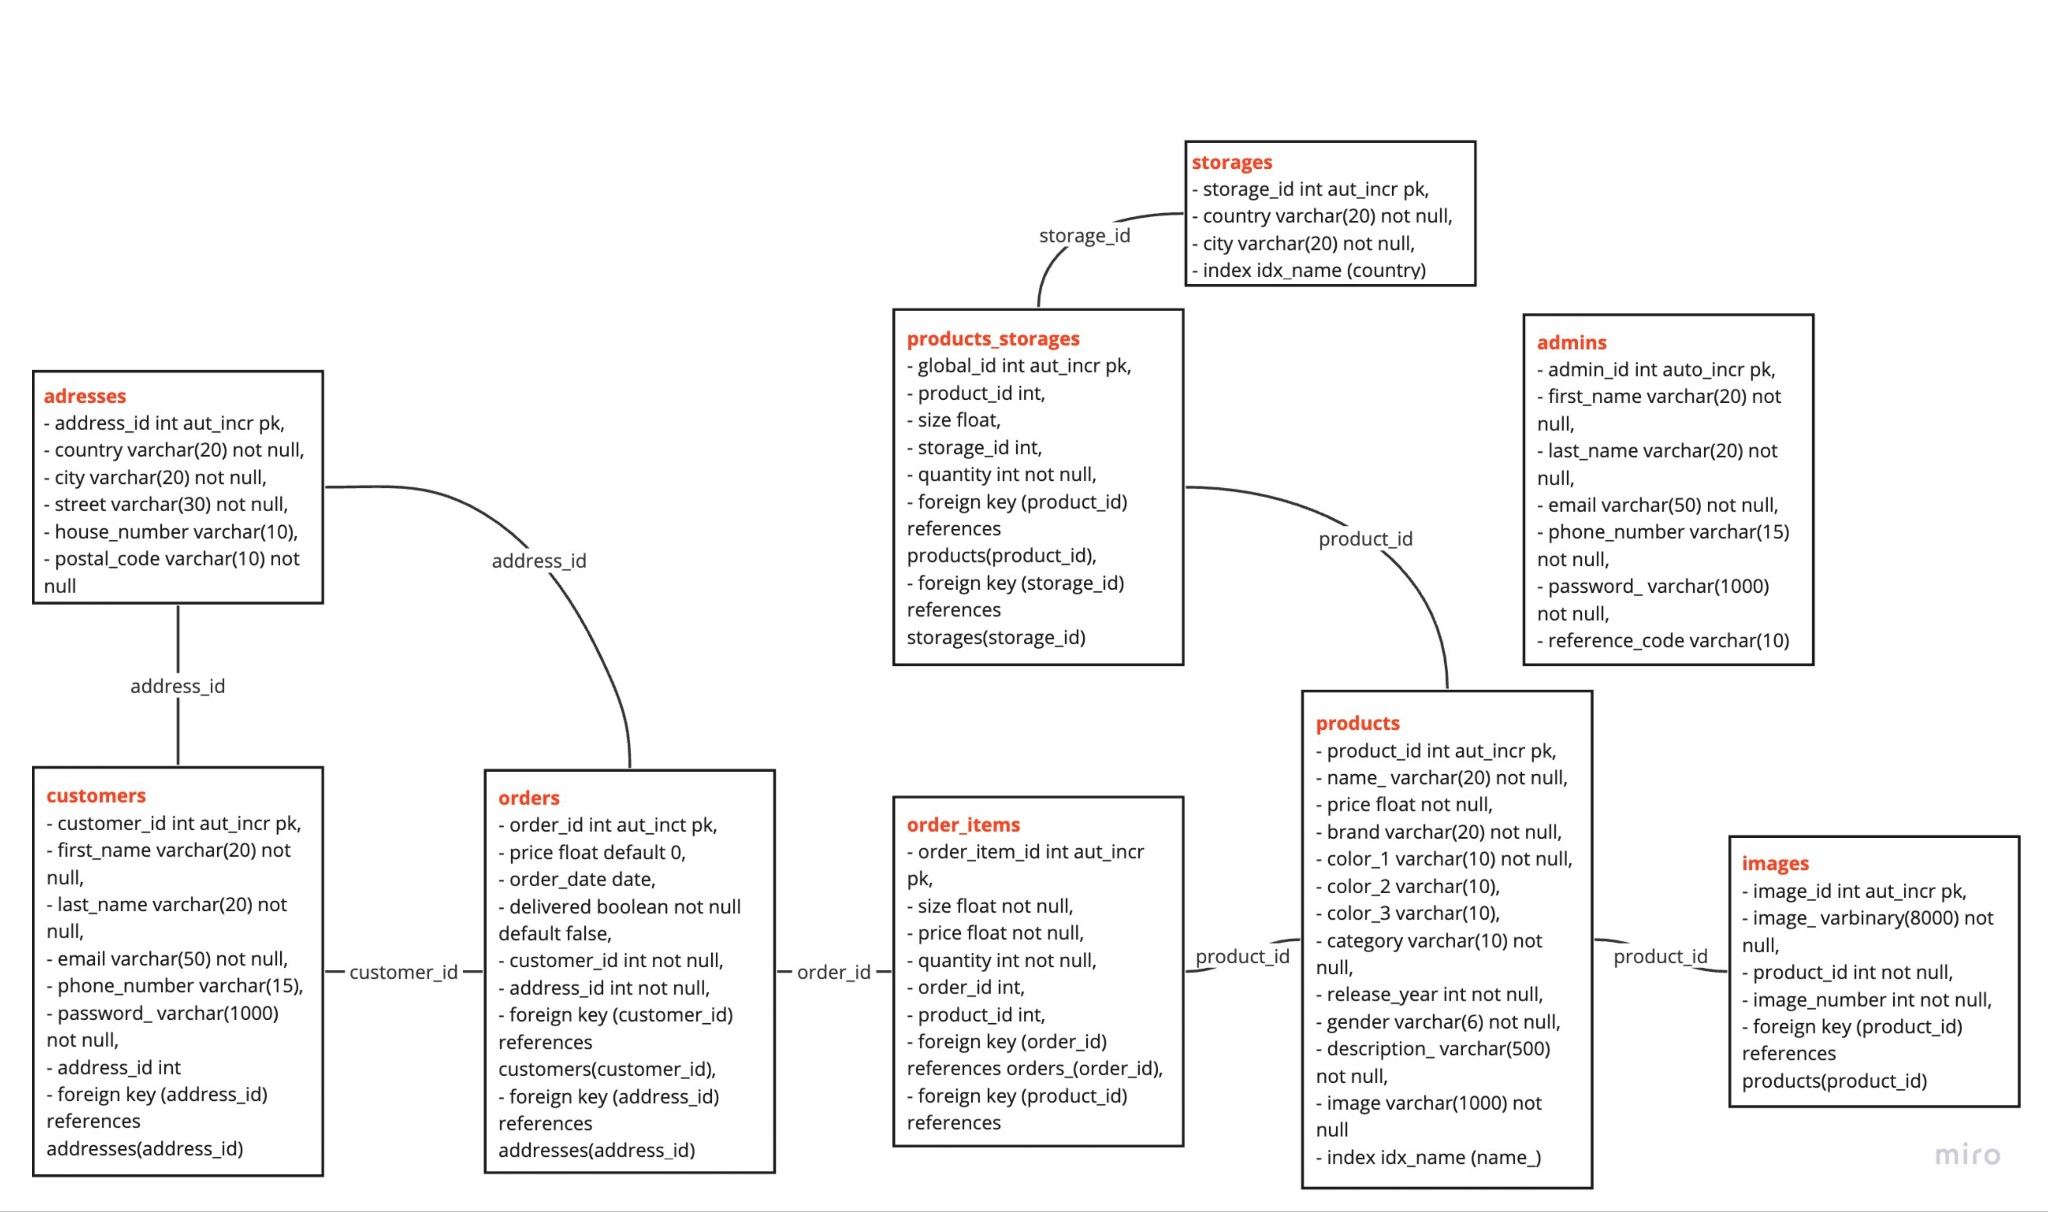 storages
- storage_id int aut_incr pk,
- country varchar(20) not null,
- city varchar(20) not null,
- index idx_name (country)
storage_id
products_storages
- global_id int aut_incr pk,
- product_id int,
- size float,
- storage_id int,
- quantity int not null,
- foreign key (product_id)
references
products(product_id),
- foreign key (storage_id)
references
storages(storage_id)
admins
- admin_id int auto_incr pk,
- first_name varchar(20) not
null,
- last_name varchar(20) not
null,
- email varchar(50) not null,
- phone_number varchar(15)
not null,
- password_ varchar(1000)
not null,
- reference_code varchar(10)
adresses
- address_id int aut_incr pk,
- country varchar(20) not null,
- city varchar(20) not null,
- street varchar(30) not null,
- house_number varchar(10),
- postal_code varchar(10) not
null
address_id
product_id
address_id
customers
- customer_id int aut_incr pk,
- first_name varchar(20) not
null,
- last_name varchar(20) not
null,
- email varchar(50) not null,
- phone_number varchar(15),
- password_ varchar(1000)
not null,
- address_id int
- foreign key (address_id)
references
addresses(address_id)
customer_id
orders
- order_id int aut_inct pk,
- price float default 0,
- order_date date,
- delivered boolean not null
default false,
- customer_id int not null,
- address_id int not null,
- foreign key (customer_id)
references
customers(customer_id),
- foreign key (address_id)
references
addresses(address_id)
order_id
order_items
- order_item_id int aut_incr
pk,
- size float not null,
- price float not null,
- quantity int not null,
- order_id int,
- product_id int,
- foreign key (order_id)
references orders_(order_id),
- foreign key (product_id)
references
product_id
products
- product_id int aut_incr pk,
- name_ varchar(20) not null,
- price float not null,
- brand varchar(20) not null,
- color_1 varchar(10) not null,
- color_2 varchar(10),
- color_3 varchar(10),
- category varchar(10) not
null,
- release_year int not null,
- gender varchar(6) not null,
- description_ varchar(500)
not null,
- image varchar(1000) not
null
- index idx_name (name_)
product_id
images
- image_id int aut_incr pk,
- image_ varbinary(8000) not
null,
- product_id int not null,
- image_number int not null,
- foreign key (product_id)
references
products(product_id)
miro